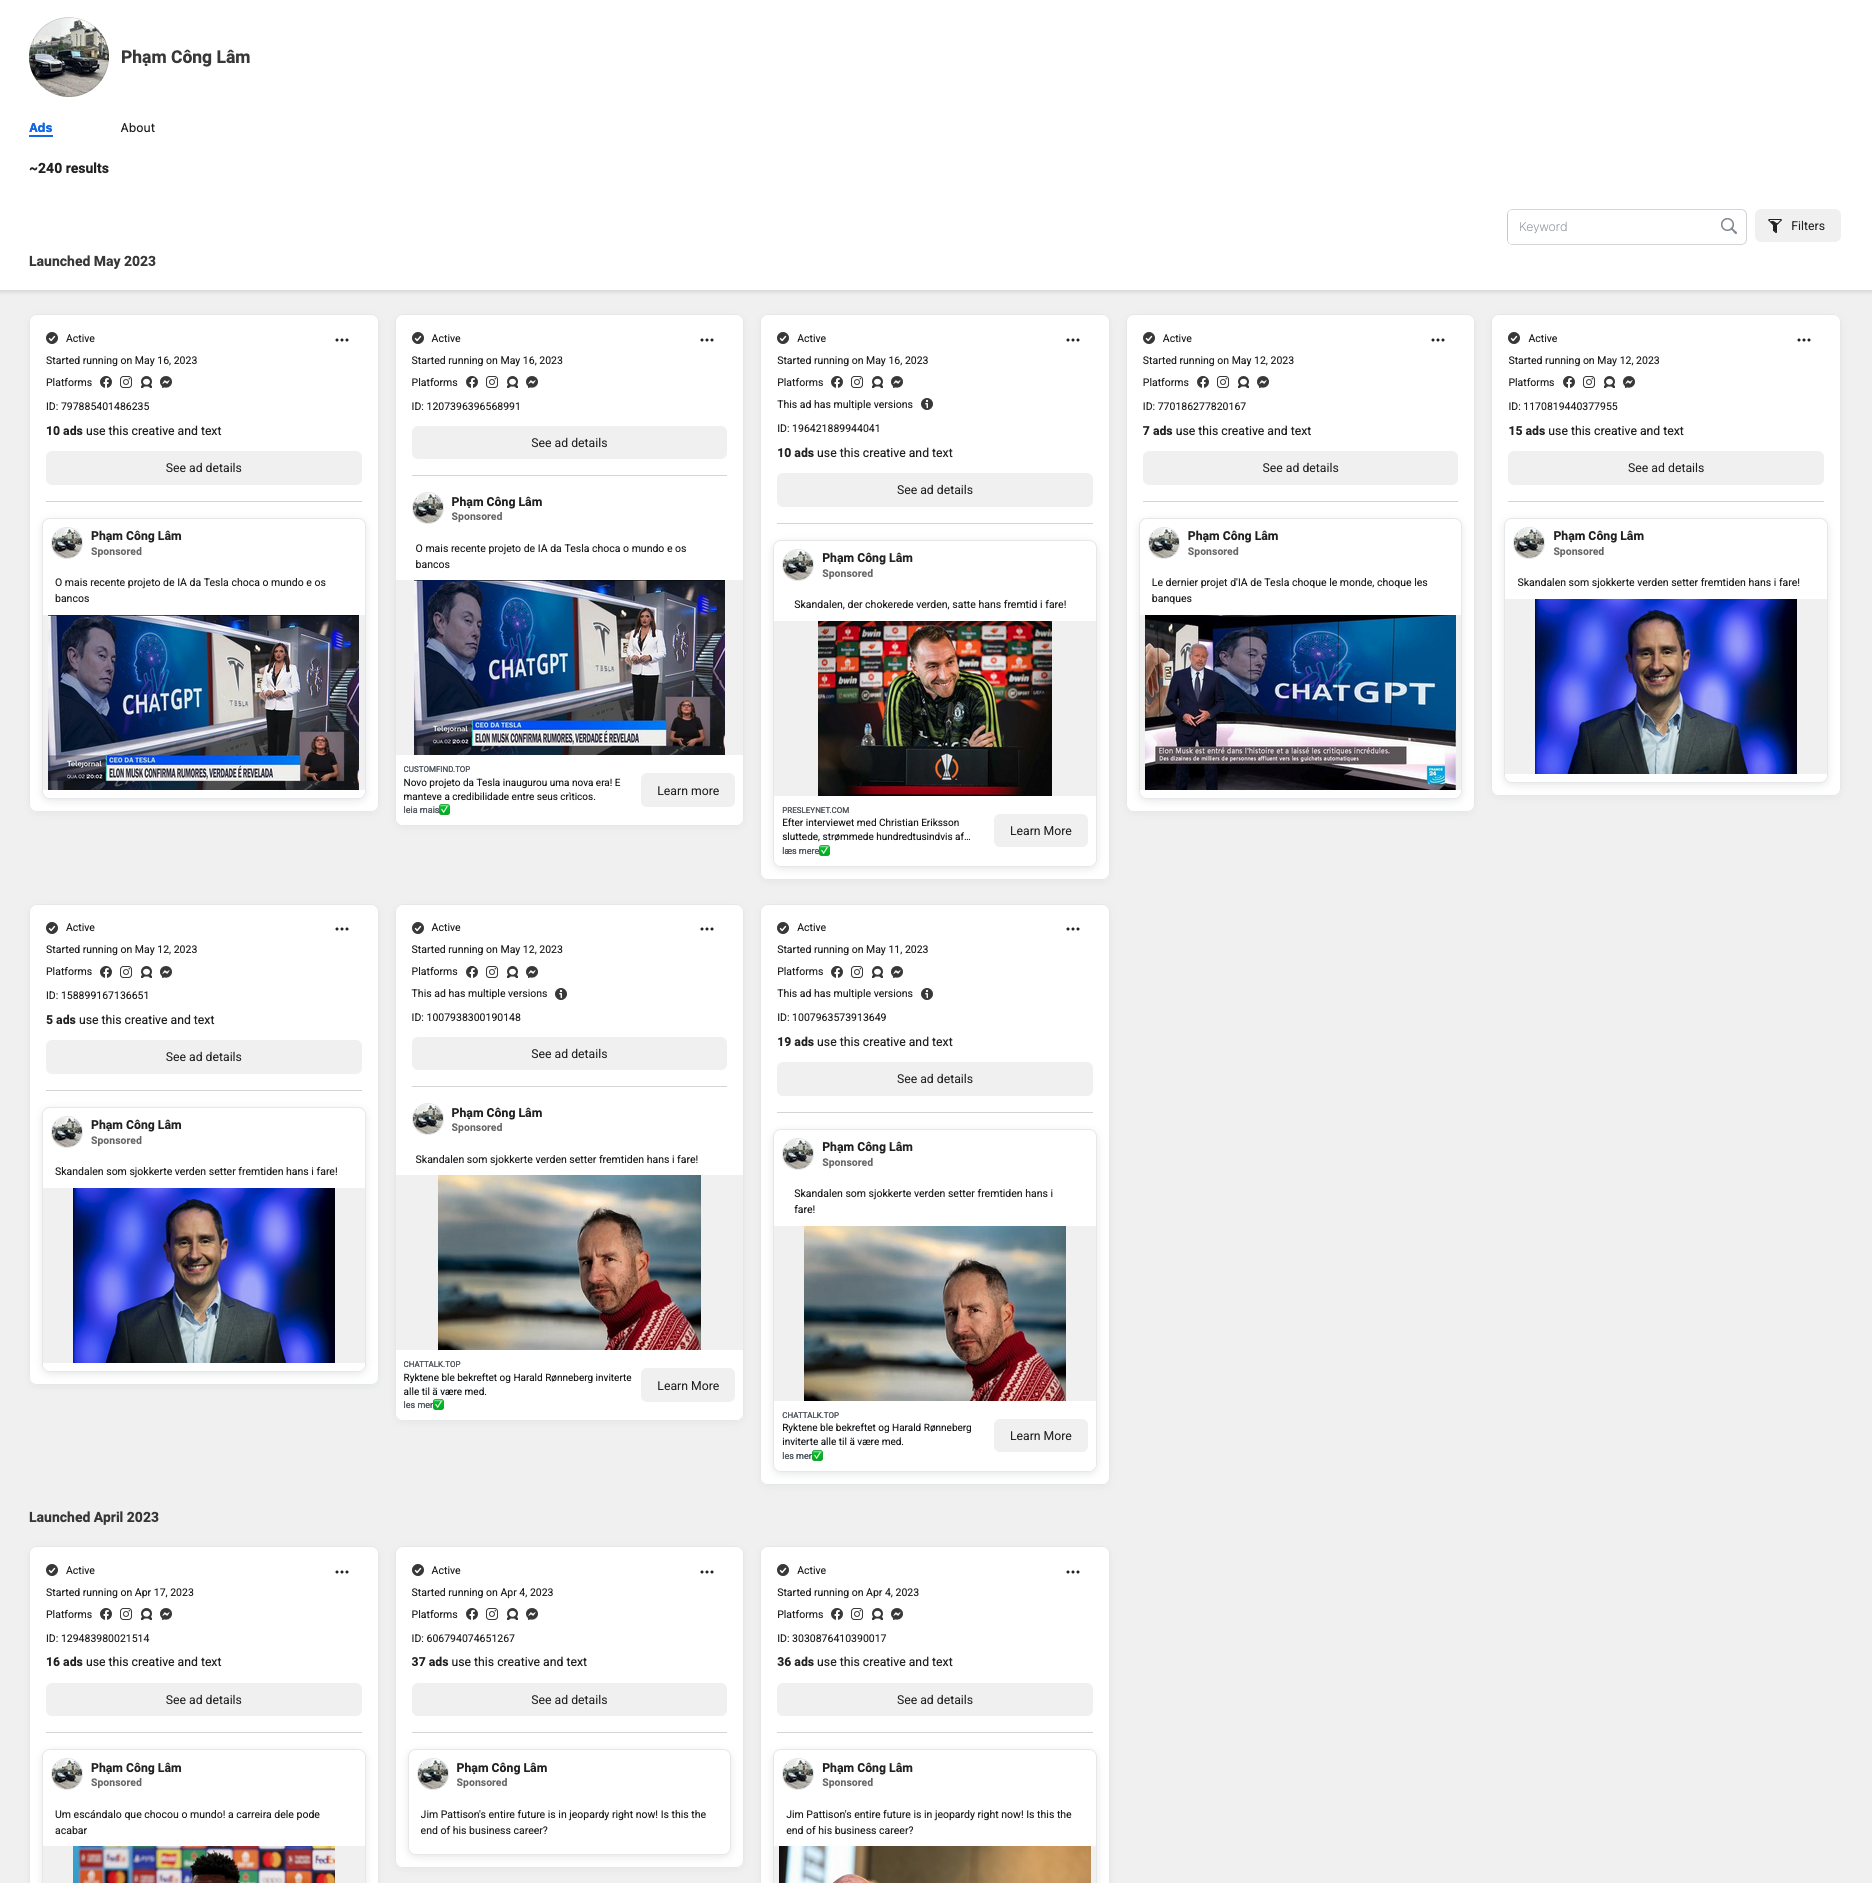 Phạm Công Lâm
Ads
About
~240 results
Keyword
Filters
Launched May 2023
Active
Started running on May 16, 2023
Platforms
ID: 797885401486235
10 ads use this creative and text
See ad details
Phạm Công Lâm
Sponsored
O mais recente projeto de IA da Tesla choca o mundo e os
bancos
CHATGPT
TESLA
Telejornal
CEO DA TESLA
QUA 02 20:02
ELON MUSK CONFIRMA RUMORES, VERDADE É REVELADA
Active
Started running on May 16, 2023
Platforms
ID: 1207396396568991
See ad details
Phạm Công Lâm
Sponsored
O mais recente projeto de IA da Tesla choca o mundo e os
bancos
CHATGPT
TESLA
Telejornal
CEO DA TESLA
QUA 02 20:02
ELON MUSK CONFIRMA RUMORES, VERDADE É REVELADA
CUSTOMFIND.TOP
Novo projeto da Tesla inaugurou uma nova era! E
manteve a credibilidade entre seus críticos.
leia mais✅
Learn more
Active
Started running on May 16, 2023
Platforms
This ad has multiple versions
ID: 196421889944041
10 ads use this creative and text
See ad details
Phạm Công Lâm
Sponsored
Skandalen, der chokerede verden, satte hans fremtid i fare!
bwin
bwin
PRESLEYNET.COM
Efter interviewet med Christian Eriksson
sluttede, strømmede hundredtusindvis af...
læs mere✅
Learn More
Active
Started running on May 12, 2023
Platforms
ID: 770186277820167
7 ads use this creative and text
See ad details
Phạm Công Lâm
Sponsored
Le dernier projet d'IA de Tesla choque le monde, choque les
banques
CHATGPT
Elon Musk est entré dans l'histoire et a laissé les critiques incrédules.
Des dizaines de milliers de personnes affluent vers les guichets automatiques
FRANCE
24
Active
Started running on May 12, 2023
Platforms
ID: 1170819440377955
15 ads use this creative and text
See ad details
Phạm Công Lâm
Sponsored
Skandalen som sjokkerte verden setter fremtiden hans i fare!
Active
Started running on May 12, 2023
Platforms
ID: 158899167136651
5 ads use this creative and text
See ad details
Phạm Công Lâm
Sponsored
Skandalen som sjokkerte verden setter fremtiden hans i fare!
Active
Started running on May 12, 2023
Platforms
This ad has multiple versions
ID: 1007938300190148
See ad details
Phạm Công Lâm
Sponsored
Skandalen som sjokkerte verden setter fremtiden hans i fare!
CHATTALK.TOP
Ryktene ble bekreftet og Harald Rønneberg inviterte
alle til å være med.
les mer✅
Learn More
Active
Started running on May 11, 2023
Platforms
This ad has multiple versions
ID: 1007963573913649
19 ads use this creative and text
See ad details
Phạm Công Lâm
Sponsored
Skandalen som sjokkerte verden setter fremtiden hans i
fare!
CHATTALK.TOP
Ryktene ble bekreftet og Harald Rønneberg
inviterte alle til å være med.
les mer✅
Learn More
Launched April 2023
Active
Started running on Apr 17, 2023
Platforms
ID: 129483980021514
16 ads use this creative and text
See ad details
Phạm Công Lâm
Sponsored
Um escándalo que chocou o mundo! a carreira dele pode
acabar
Active
Started running on Apr 4, 2023
Platforms
ID: 606794074651267
37 ads use this creative and text
See ad details
Phạm Công Lâm
Sponsored
Jim Pattison's entire future is in jeopardy right now! Is this the
end of his business career?
Active
Started running on Apr 4, 2023
Platforms
ID: 3030876410390017
36 ads use this creative and text
See ad details
Phạm Công Lâm
Sponsored
Jim Pattison's entire future is in jeopardy right now! Is this the
end of his business career?